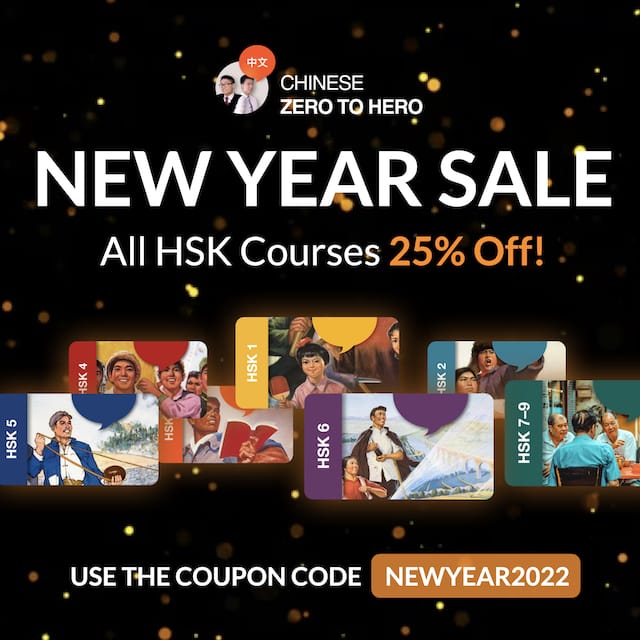 中文
CHINESE
ZERO TO HERO
NEW YEAR SALE
All HSK Courses 25% Off!
HSK 4
HSK 1
HSK 2
HSK 5
HSK
HSK 6
HSK 7-9
USE THE COUPON CODE NEWYEAR2022